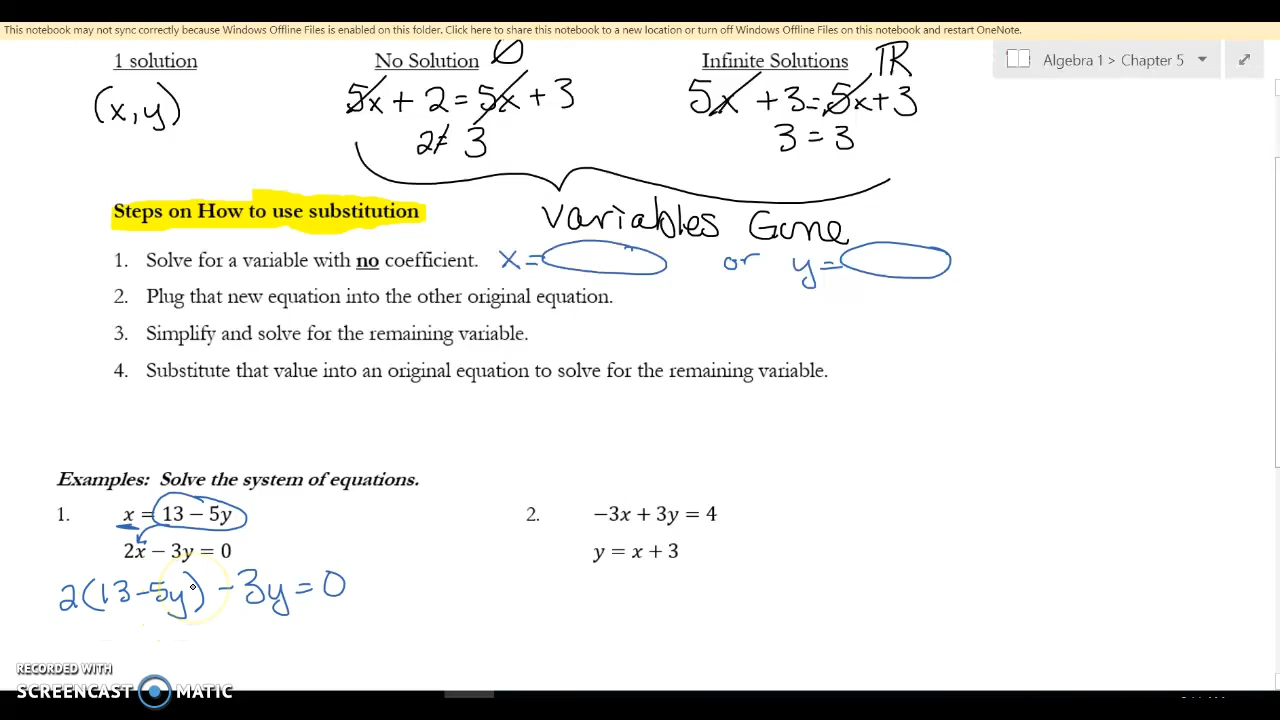 This notebook may not sync correctly because Windows Offline Files is enabled on this folder. Click here to share this notebook to a new location or turn off Windows Offline Files on this notebook and restart OneNote.
Algebra 1 > Chapter 5
1 solution No Solution ∅ Infinite Solutions ℝ
(x,y) 5x + 2 = 5x + 3 5x + 3 = 5x + 3
2 ≠ 3 3 = 3
Steps on How to use substitution Variables Gone
1. Solve for a variable with no coefficient. x = or y =
2. Plug that new equation into the other original equation.
3. Simplify and solve for the remaining variable.
4. Substitute that value into an original equation to solve for the remaining variable.
Examples: Solve the system of equations.
1. x = 13 − 5y 2. −3x + 3y = 4
2x − 3y = 0 y = x + 3
2(13-5y) - 3y = 0
RECORDED WITH
SCREENCAST MATIC